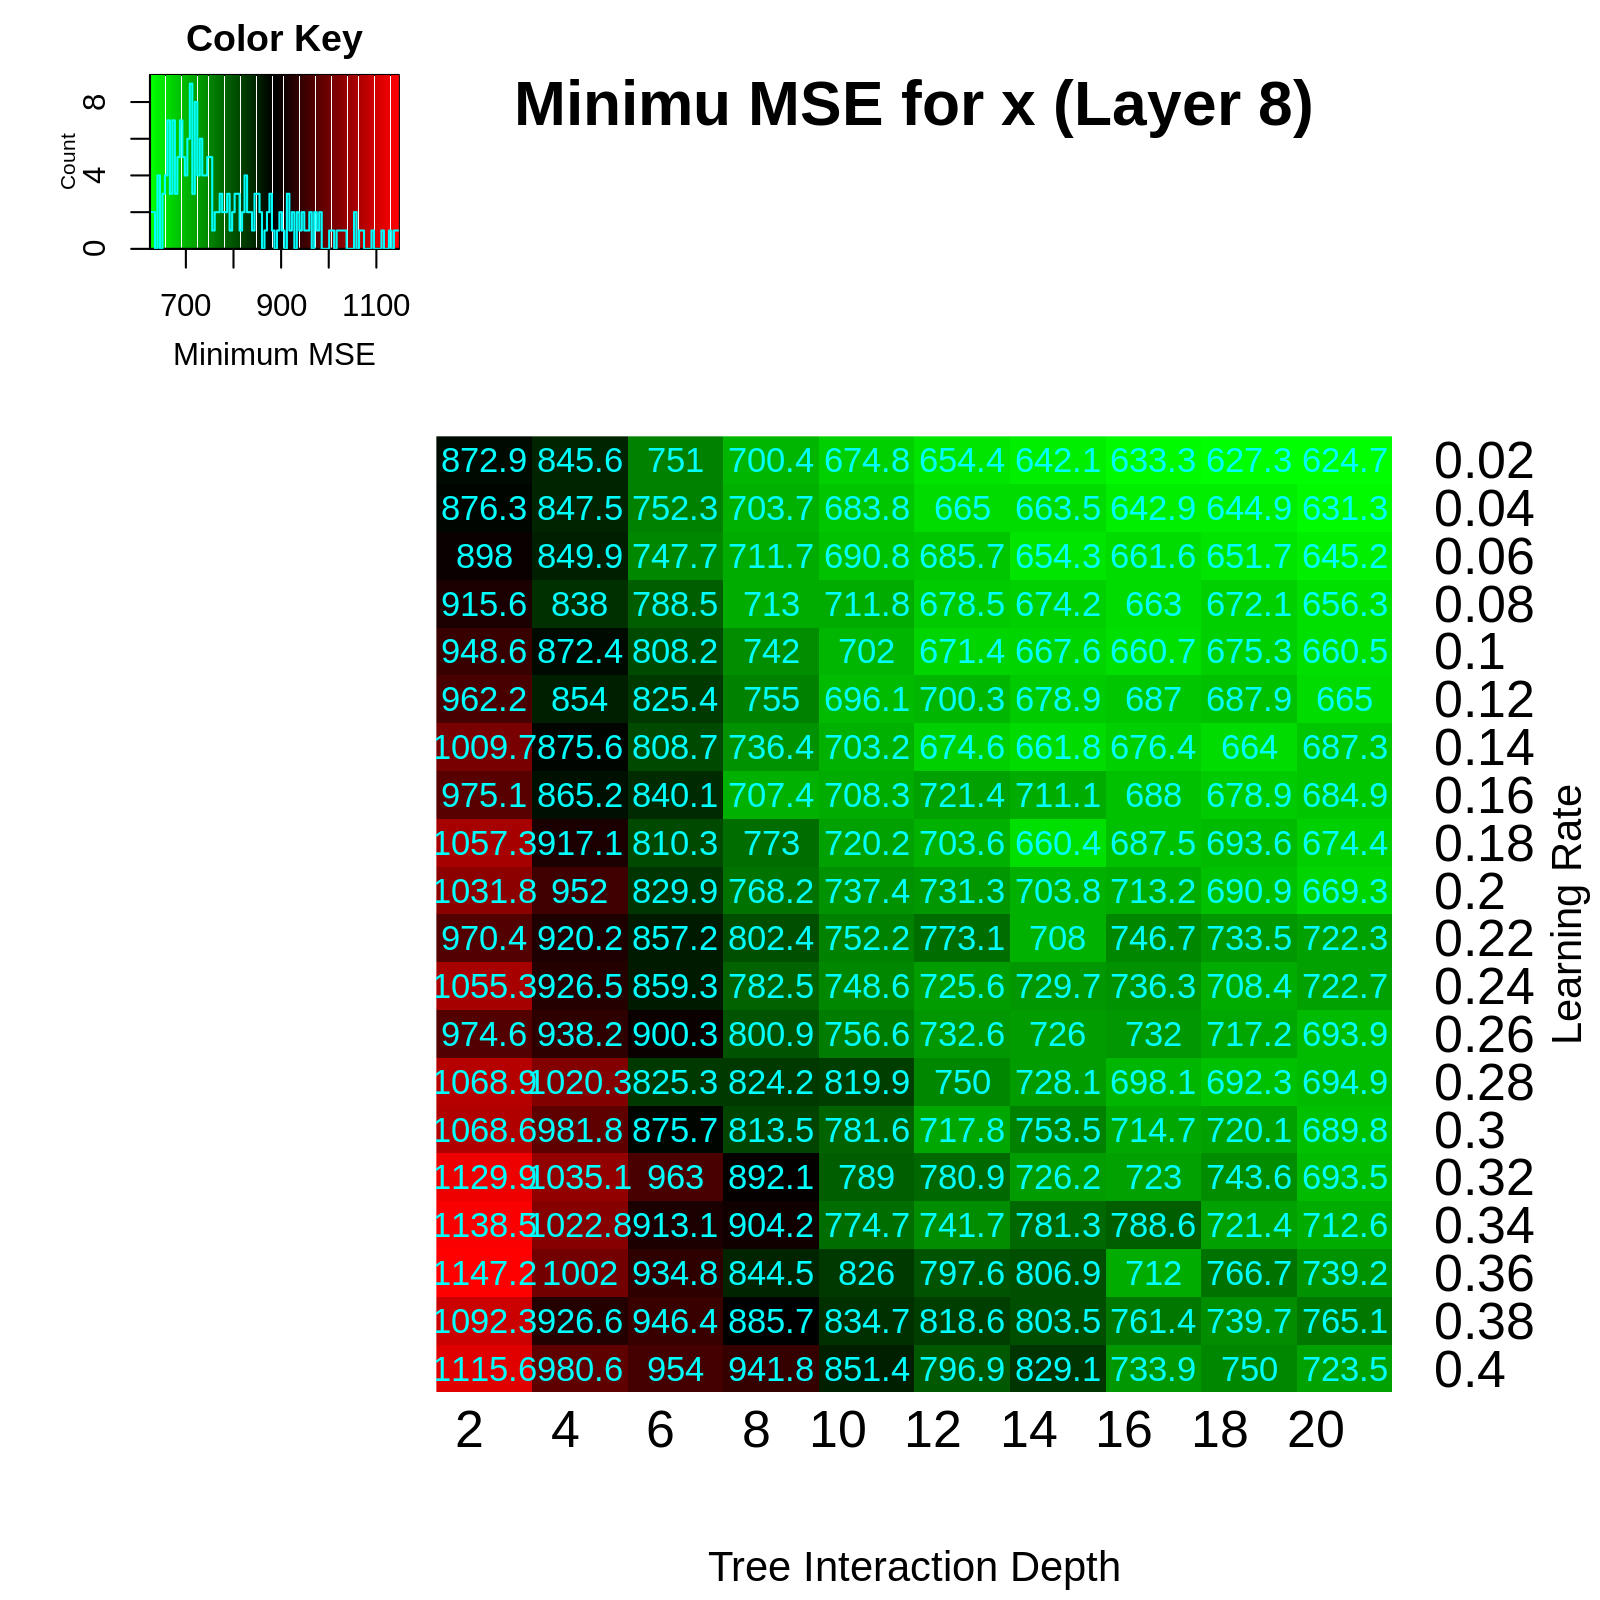 Color Key
Minimu MSE for x (Layer 8)
Count
0 4 8
700 900 1100
Minimum MSE
872.9 845.6 751 700.4 674.8 654.4 642.1 633.3 627.3 624.7 0.02
876.3 847.5 752.3 703.7 683.8 665 663.5 642.9 644.9 631.3 0.04
898 849.9 747.7 711.7 690.8 685.7 654.3 661.6 651.7 645.2 0.06
915.6 838 788.5 713 711.8 678.5 674.2 663 672.1 656.3 0.08
948.6 872.4 808.2 742 702 671.4 667.6 660.7 675.3 660.5 0.1
962.2 854 825.4 755 696.1 700.3 678.9 687 687.9 665 0.12
1009.7 875.6 808.7 736.4 703.2 674.6 661.8 676.4 664 687.3 0.14
975.1 865.2 840.1 707.4 708.3 721.4 711.1 688 678.9 684.9 0.16
1057.3 917.1 810.3 773 720.2 703.6 660.4 687.5 693.6 674.4 0.18
1031.8 952 829.9 768.2 737.4 731.3 703.8 713.2 690.9 669.3 0.2
970.4 920.2 857.2 802.4 752.2 773.1 708 746.7 733.5 722.3 0.22
1055.3 926.5 859.3 782.5 748.6 725.6 729.7 736.3 708.4 722.7 0.24
974.6 938.2 900.3 800.9 756.6 732.6 726 732 717.2 693.9 0.26
1068.9 1020.3 825.3 824.2 819.9 750 728.1 698.1 692.3 694.9 0.28
1068.6 981.8 875.7 813.5 781.6 717.8 753.5 714.7 720.1 689.8 0.3
1129.9 1035.1 963 892.1 789 780.9 726.2 723 743.6 693.5 0.32
1138.5 1022.8 913.1 904.2 774.7 741.7 781.3 788.6 721.4 712.6 0.34
1147.2 1002 934.8 844.5 826 797.6 806.9 712 766.7 739.2 0.36
1092.3 926.6 946.4 885.7 834.7 818.6 803.5 761.4 739.7 765.1 0.38
1115.6 980.6 954 941.8 851.4 796.9 829.1 733.9 750 723.5 0.4
Learning Rate
2 4 6 8 10 12 14 16 18 20
Tree Interaction Depth